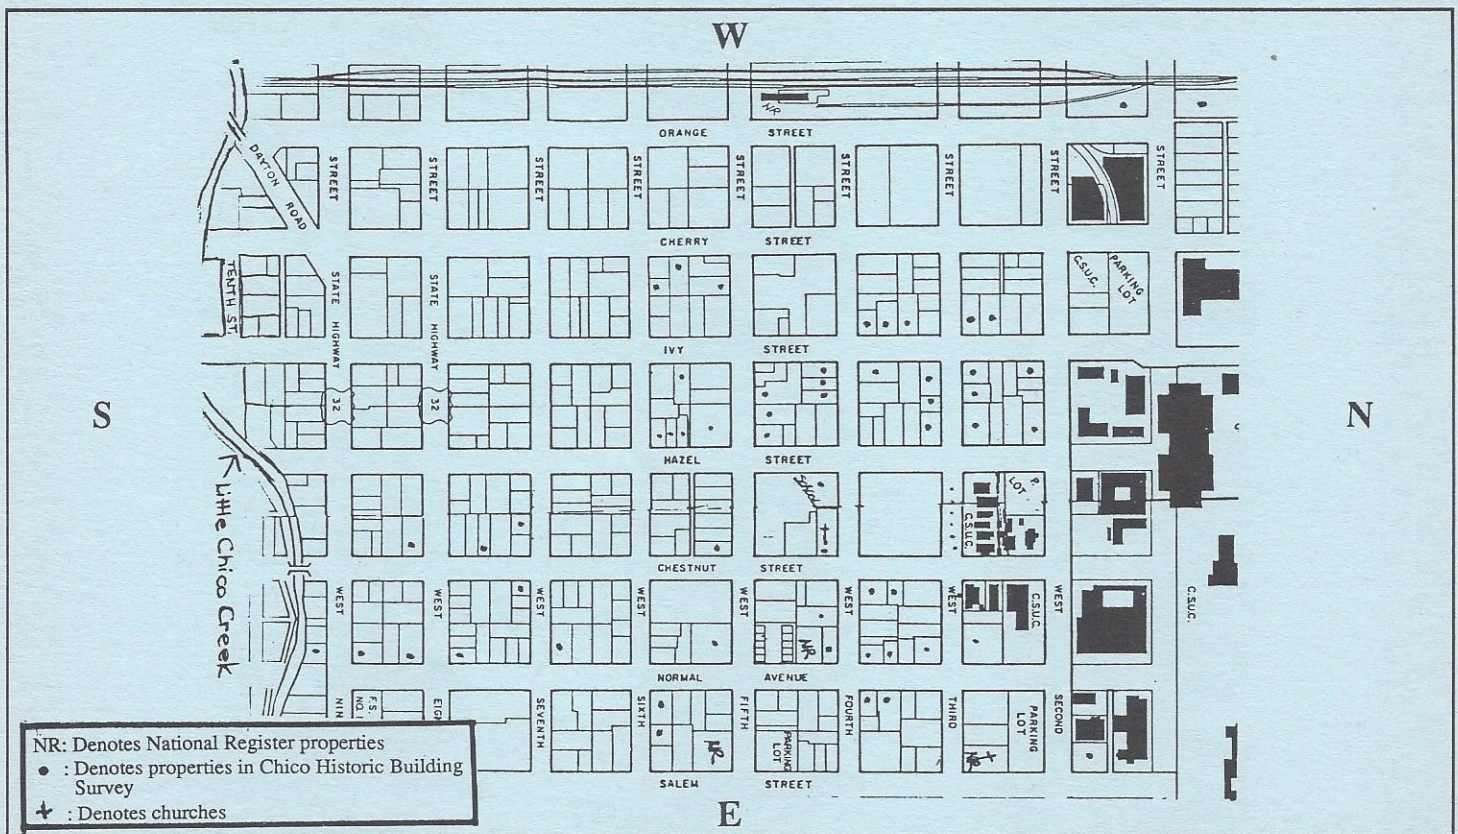 W
NR
ORANGE STREET
DAYTON ROAD
STREET
STREET
STREET
STREET
STREET
STREET
STREET
STREET
STREET
CHERRY STREET
TENTH ST
STATE HIGHWAY 32
STATE HIGHWAY 32
C.S.U.C. PARKING LOT
IVY STREET
S
N
HAZEL STREET
School
P. LOT
C.S.U.C.
Little Chico Creek
CHESTNUT STREET
WEST
WEST
WEST
WEST
WEST
WEST
WEST
C.S.U.C.
WEST
C.S.U.C.
NR
NORMAL AVENUE
NIN
F.S. NO. I
EIG
SEVENTH
SIXTH
NR
FIFTH
PARKING LOT
FOURTH
THIRD
NR
PARKING LOT
SECOND
SALEM STREET
E
NR: Denotes National Register properties
• : Denotes properties in Chico Historic Building
Survey
+ : Denotes churches